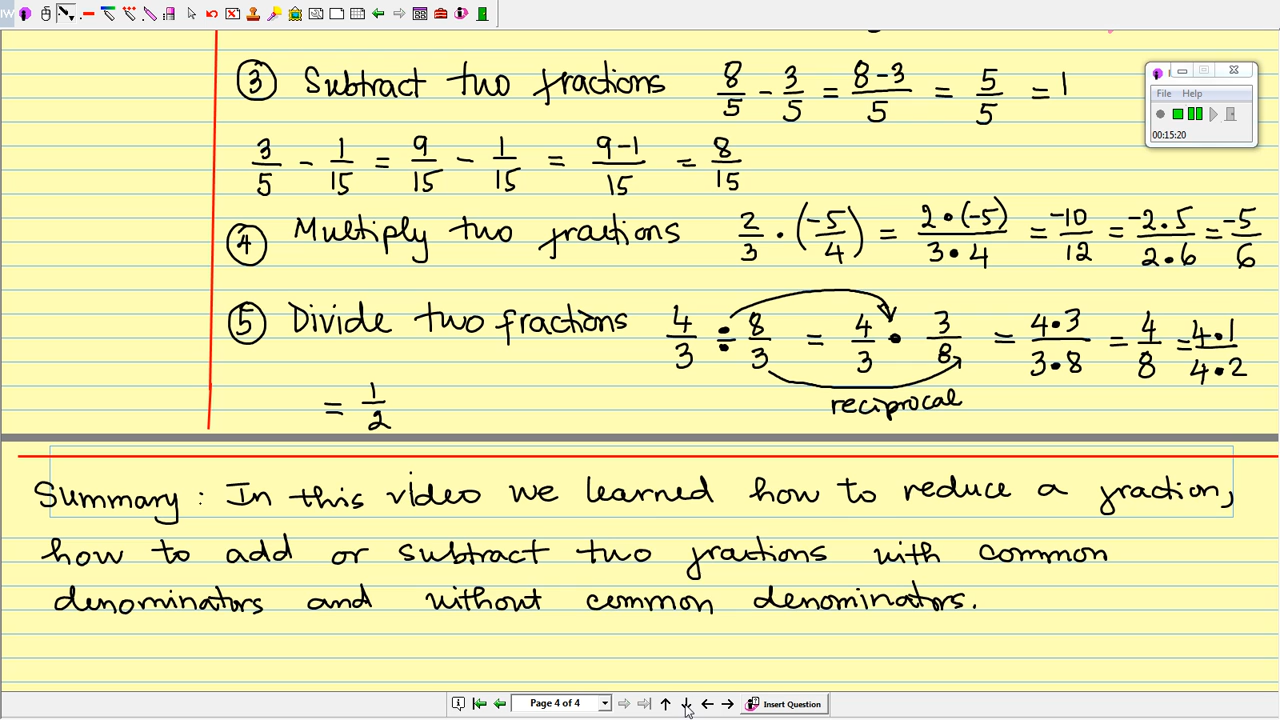 File Help
00:15:20
③ Subtract two fractions 8/5 - 3/5 = (8-3)/5 = 5/5 = 1
3/5 - 1/15 = 9/15 - 1/15 = (9-1)/15 = 8/15
④ Multiply two fractions 2/3 • (-5/4) = (2•(-5))/(3•4) = -10/12 = (-2.5)/(2•6) = -5/6
⑤ Divide two fractions 4/3 ÷ 8/3 = 4/3 • 3/8 = (4•3)/(3•8) = 4/8 = (4•1)/(4•2)
reciprocal
= 1/2
Summary : In this video we learned how to reduce a fraction,
how to add or subtract two fractions with common
denominators and without common denominators.
Page 4 of 4 Insert Question